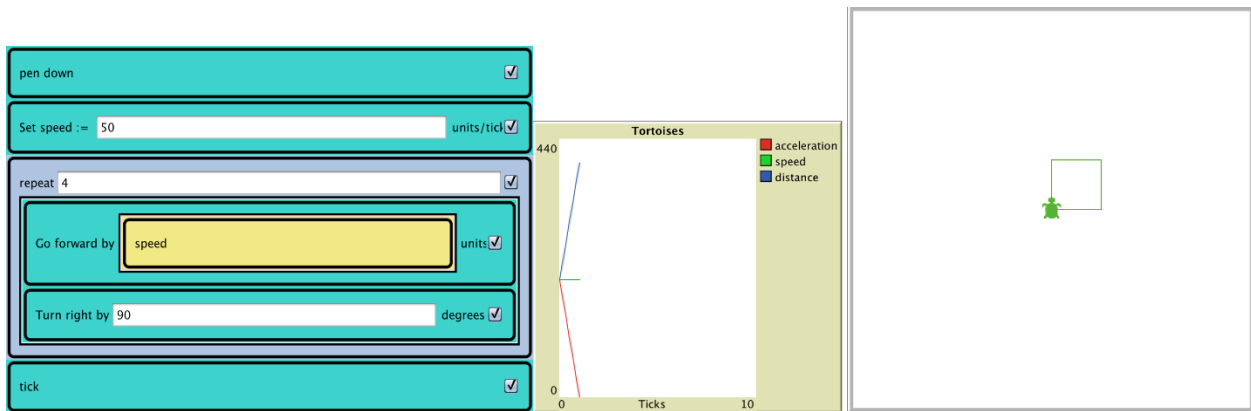 pen down
Set speed := 50 units/tick
repeat 4
Go forward by speed units
Turn right by 90 degrees
tick
Tortoises
440
acceleration
speed
distance
0
0 Ticks 10